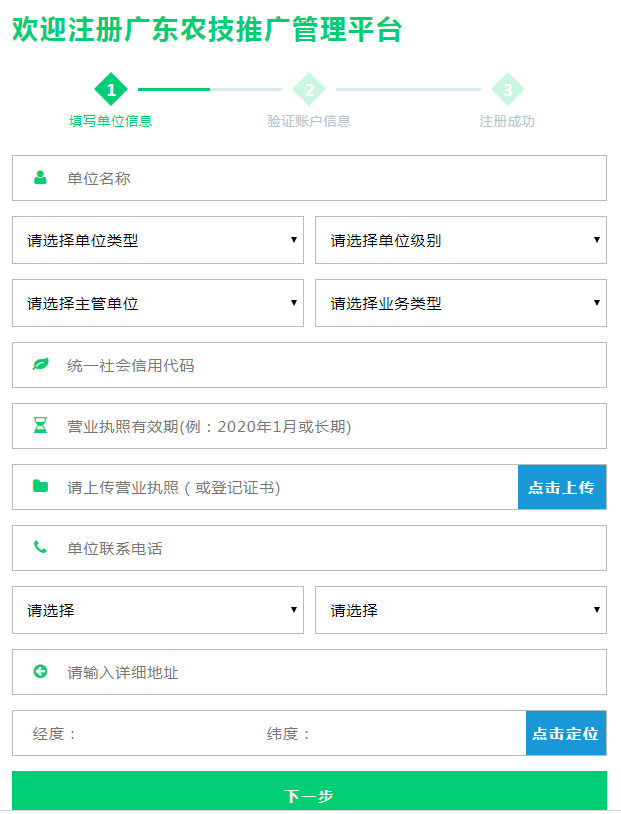 欢迎注册广东农技推广管理平台
1 2 3
填写单位信息 验证账户信息 注册成功
单位名称
请选择单位类型 请选择单位级别
请选择主管单位 请选择业务类型
统一社会信用代码
营业执照有效期(例：2020年1月或长期)
请上传营业执照（或登记证书) 点击上传
单位联系电话
请选择 请选择
请输入详细地址
经度： 纬度： 点击定位
下一步